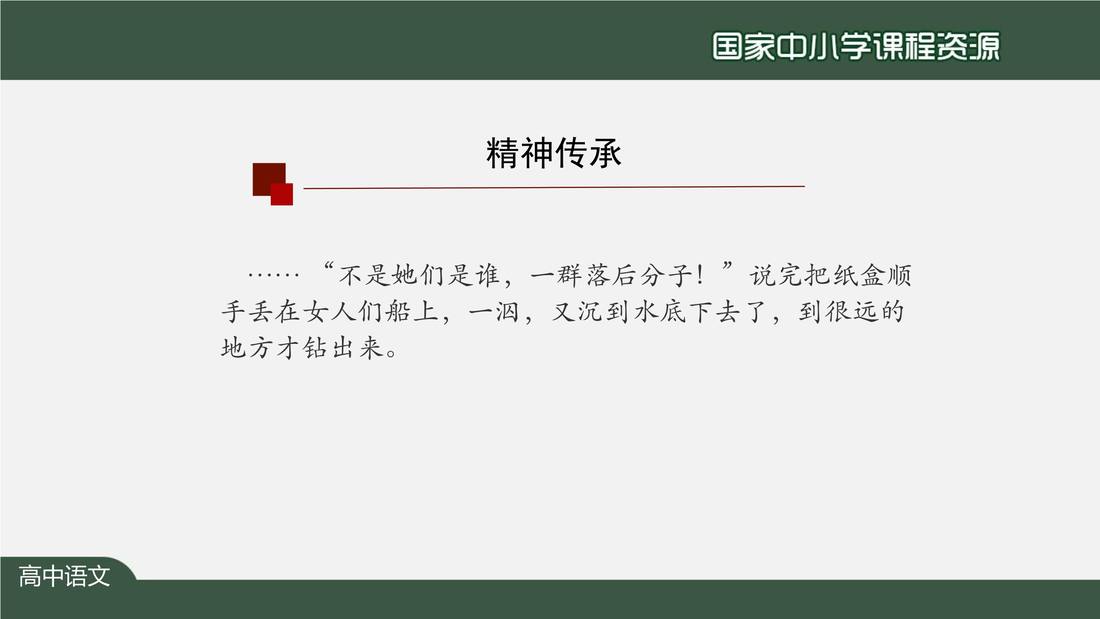 国家中小学课程资源
精神传承
······“不是她们是谁，一群落后分子！”说完把纸盒顺
手丢在女人们船上，一泅，又沉到水底下去了，到很远的
地方才钻出来。
高中语文